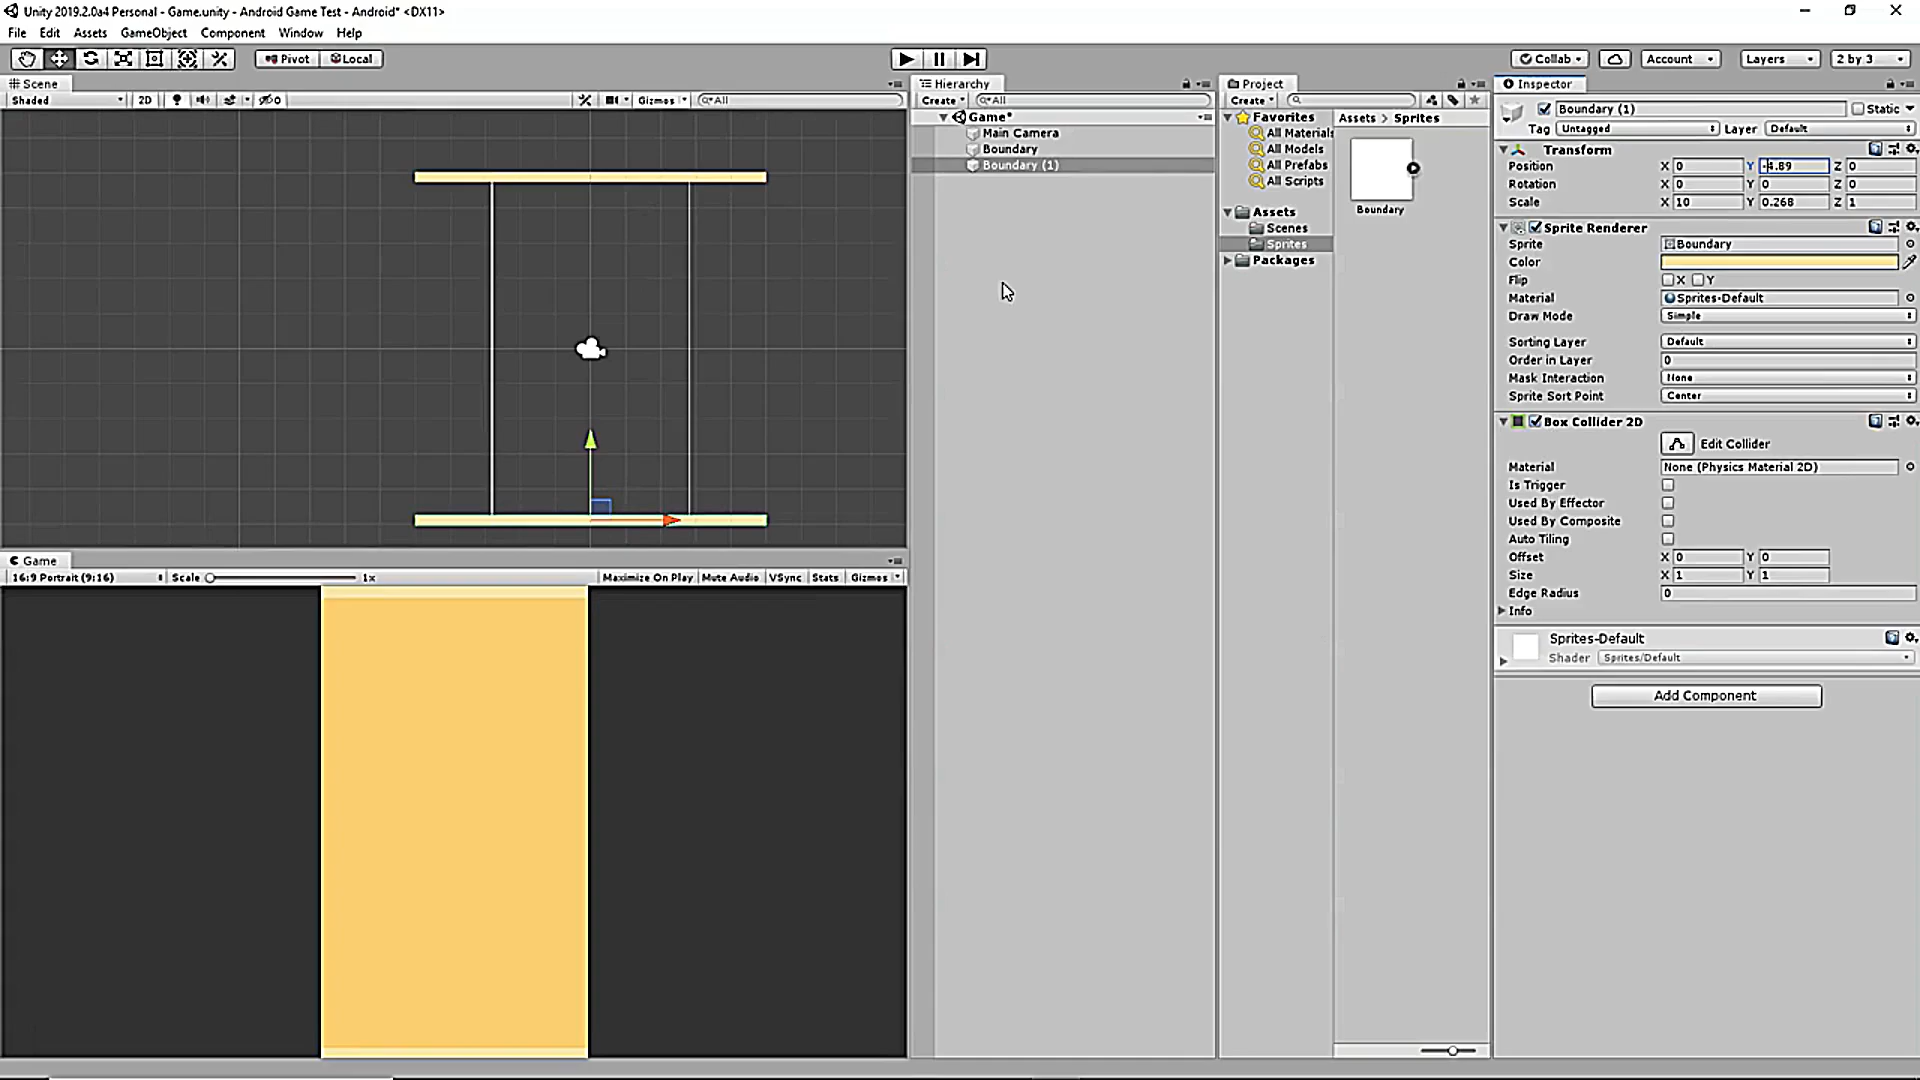 Unity 2019.2.0a4 Personal - Game.unity - Android Game Test - Android* <DX11>
File Edit Assets GameObject Component Window Help
Pivot Local Collab Account Layers 2 by 3
Scene
Shaded 2D Gizmos All
Hierarchy
Create All
Game*
Main Camera
Boundary
Boundary (1)
Project
Create
Favorites
All Materials
All Models
All Prefabs
All Scripts
Assets
Scenes
Sprites
Packages
Assets > Sprites
Boundary
Inspector
Boundary (1) Static
Tag Untagged Layer Default
Transform
Position X 0 Y -4.89 Z 0
Rotation X 0 Y 0 Z 0
Scale X 10 Y 0.268 Z 1
Sprite Renderer
Sprite Boundary
Color
Flip X Y
Material Sprites-Default
Draw Mode Simple
Sorting Layer Default
Order in Layer 0
Mask Interaction None
Sprite Sort Point Center
Box Collider 2D
Edit Collider
Material None (Physics Material 2D)
Is Trigger
Used By Effector
Used By Composite
Auto Tiling
Offset X 0 Y 0
Size X 1 Y 1
Edge Radius 0
Info
Sprites-Default
Shader Sprites/Default
Add Component
Game
16:9 Portrait (9:16) Scale 1x Maximize On Play Mute Audio VSync Stats Gizmos